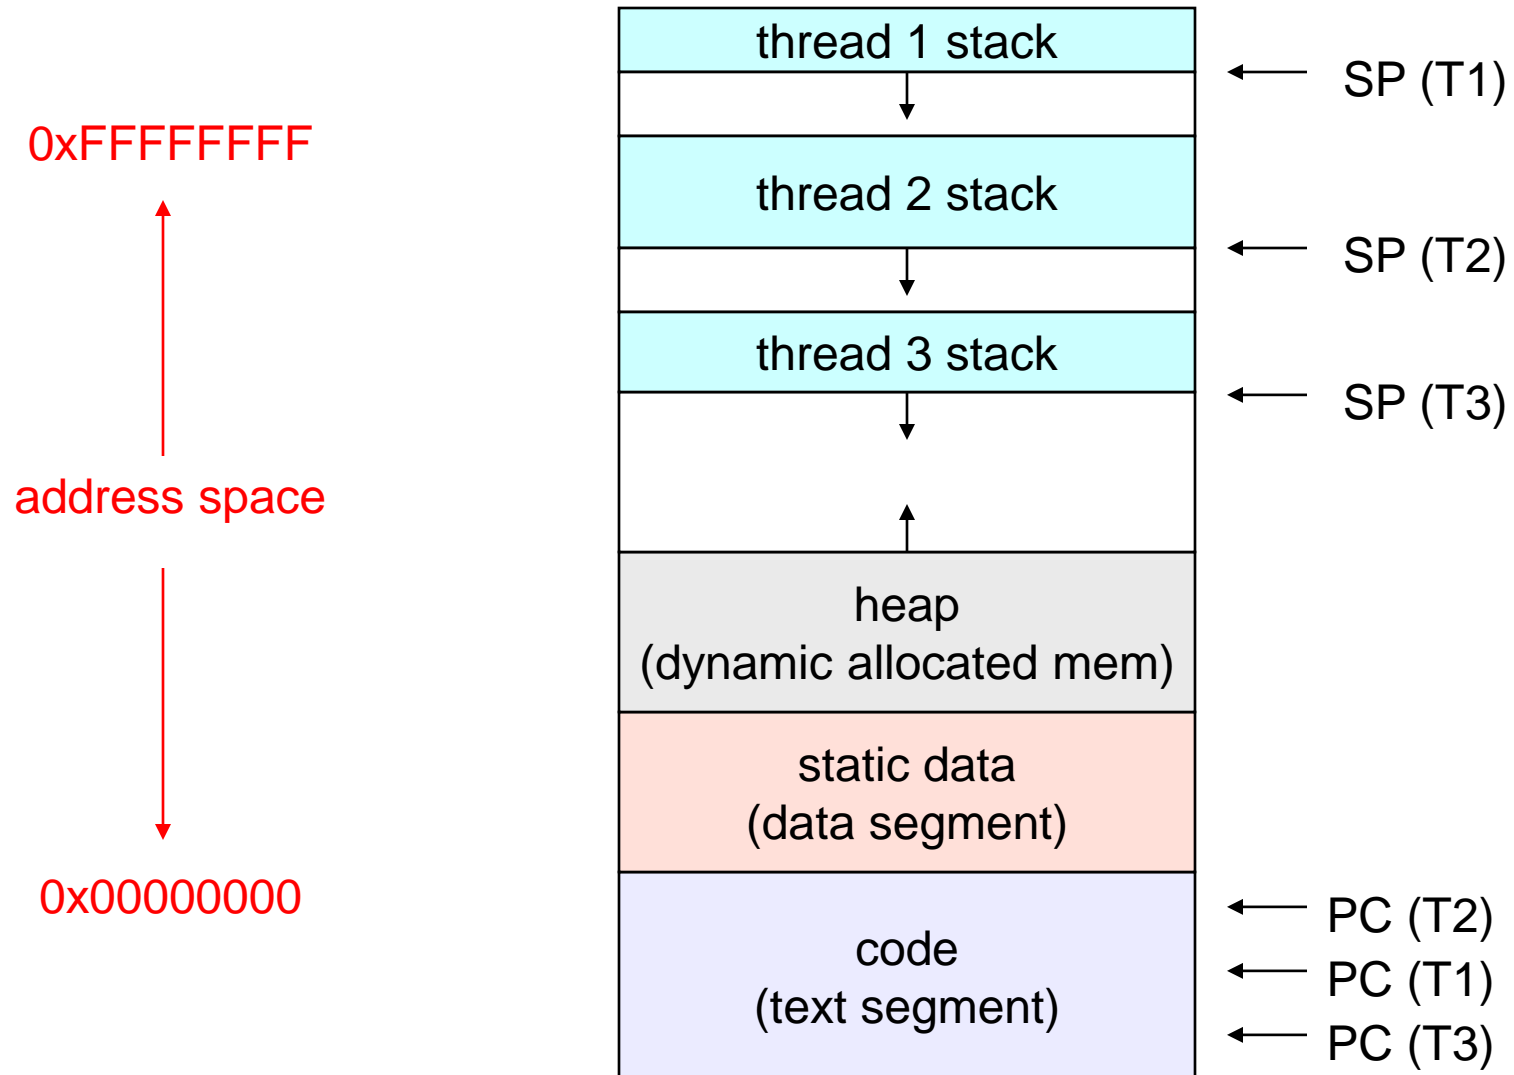 thread 1 stack
SP (T1)
0xFFFFFFFF
thread 2 stack
SP (T2)
thread 3 stack
SP (T3)
address space
heap
(dynamic allocated mem)
static data
(data segment)
0x00000000
code
(text segment)
PC (T2)
PC (T1)
PC (T3)